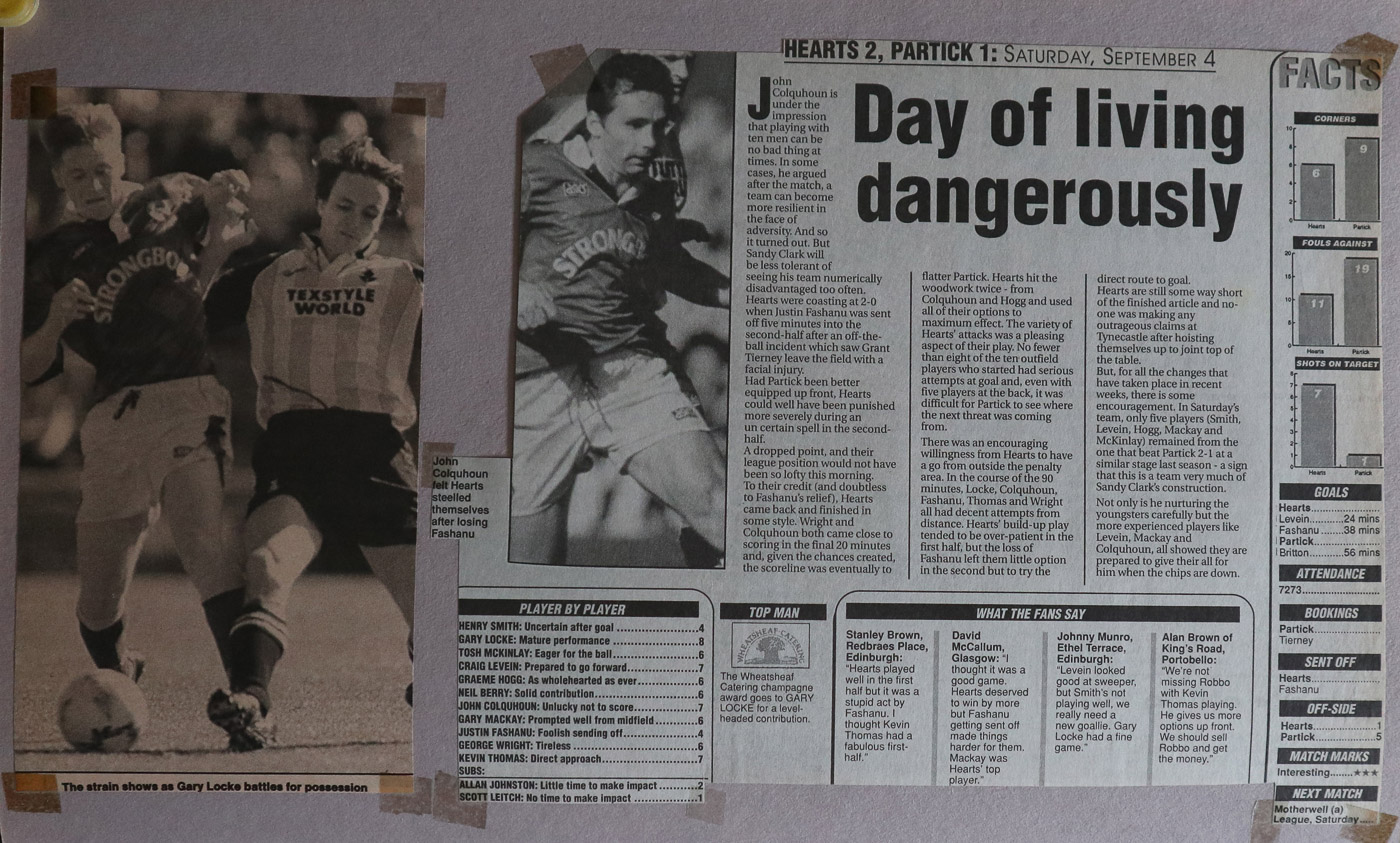 STRONGBOW
TEXSTYLE
WORLD
The strain shows as Gary Locke battles for possession
STRONGB
John
Colquhoun
felt Hearts
steelled
themselves
after losing
Fashanu
HEARTS 2, PARTICK 1: SATURDAY, SEPTEMBER 4
Day of living
dangerously
John
Colquhoun is
under the
impression
that playing with
ten men can be
no bad thing at
times. In some
cases, he argued
after the match, a
team can become
more resilient in
the face of
adversity. And so
it turned out. But
Sandy Clark will
be less tolerant of
seeing his team numerically
disadvantaged too often.
Hearts were coasting at 2-0
when Justin Fashanu was sent
off five minutes into the
second-half after an off-the-
ball incident which saw Grant
Tierney leave the field with a
facial injury.
Had Partick been better
equipped up front, Hearts
could well have been punished
more severely during an
un certain spell in the second-
half.
A dropped point, and their
league position would not have
been so lofty this morning.
To their credit (and doubtless
to Fashanu's relief), Hearts
came back and finished in
some style. Wright and
Colquhoun both came close to
scoring in the final 20 minutes
and, given the chances created,
the scoreline was eventually to
flatter Partick. Hearts hit the
woodwork twice - from
Colquhoun and Hogg and used
all of their options to
maximum effect. The variety of
Hearts' attacks was a pleasing
aspect of their play. No fewer
than eight of the ten outfield
players who started had serious
attempts at goal and, even with
five players at the back, it was
difficult for Partick to see where
the next threat was coming
from.
There was an encouraging
willingness from Hearts to have
a go from outside the penalty
area. In the course of the 90
minutes, Locke, Colquhoun,
Fashanu, Thomas and Wright
all had decent attempts from
distance. Hearts' build-up play
tended to be over-patient in the
first half, but the loss of
Fashanu left them little option
in the second but to try the
direct route to goal.
Hearts are still some way short
of the finished article and no-
one was making any
outrageous claims at
Tynecastle after hoisting
themselves up to joint top of
the table.
But, for all the changes that
have taken place in recent
weeks, there is some
encouragement. In Saturday's
team, only five players (Smith,
Levein, Hogg, Mackay and
McKinlay) remained from the
one that beat Partick 2-1 at a
similar stage last season - a sign
that this is a team very much of
Sandy Clark's construction.
Not only is he nurturing the
youngsters carefully but the
more experienced players like
Levein, Mackay and
Colquhoun, all showed they are
prepared to give their all for
him when the chips are down.
PLAYER BY PLAYER
HENRY SMITH: Uncertain after goal ....................4
GARY LOCKE: Mature performance ....................8
TOSH MCKINLAY: Eager for the ball....................6
CRAIG LEVEIN: Prepared to go forward....................7
GRAEME HOGG: As wholehearted as ever....................6
NEIL BERRY: Solid contribution....................6
JOHN COLQUHOUN: Unlucky not to score....................7
GARY MACKAY: Prompted well from midfield....................6
JUSTIN FASHANU: Foolish sending off....................4
GEORGE WRIGHT: Tireless ....................6
KEVIN THOMAS: Direct approach....................7
SUBS:
ALLAN JOHNSTON: Little time to make impact ....................2
SCOTT LEITCH: No time to make impact ....................1
TOP MAN
WHEATSHEAF CATERING
The Wheatsheaf
Catering champagne
award goes to GARY
LOCKE for a level-
headed contribution.
WHAT THE FANS SAY
Stanley Brown,
Redbraes Place,
Edinburgh:
"Hearts played
well in the first
half but it was a
stupid act by
Fashanu. I
thought Kevin
Thomas had a
fabulous first-
half."
David
McCallum,
Glasgow: "I
thought it was a
good game.
Hearts deserved
to win by more
but Fashanu
getting sent off
made things
harder for them.
Mackay was
Hearts' top
player."
Johnny Munro,
Ethel Terrace,
Edinburgh:
"Levein looked
good at sweeper,
but Smith's not
playing well, we
really need a
new goallie. Gary
Locke had a fine
game."
Alan Brown of
King's Road,
Portobello:
"We're not
missing Robbo
with Kevin
Thomas playing.
He gives us more
options up front.
We should sell
Robbo and get
the money."
FACTS
CORNERS
10
8
6
4
2
0
6
9
Hearts
Partick
FOULS AGAINST
20
15
10
5
0
11
19
Hearts
Partick
SHOTS ON TARGET
8
7
6
5
4
3
2
1
0
7
1
Hearts
Partick
GOALS
Hearts....................
Levein..........24 mins
Fashanu .......38 mins
Partick....................
Britton..........56 mins
ATTENDANCE
7273....................
BOOKINGS
Partick....................
Tierney
SENT OFF
Hearts....................
Fashanu
OFF-SIDE
Hearts....................1
Partick....................5
MATCH MARKS
Interesting.......★★★
NEXT MATCH
Motherwell (a)
League, Saturday.....